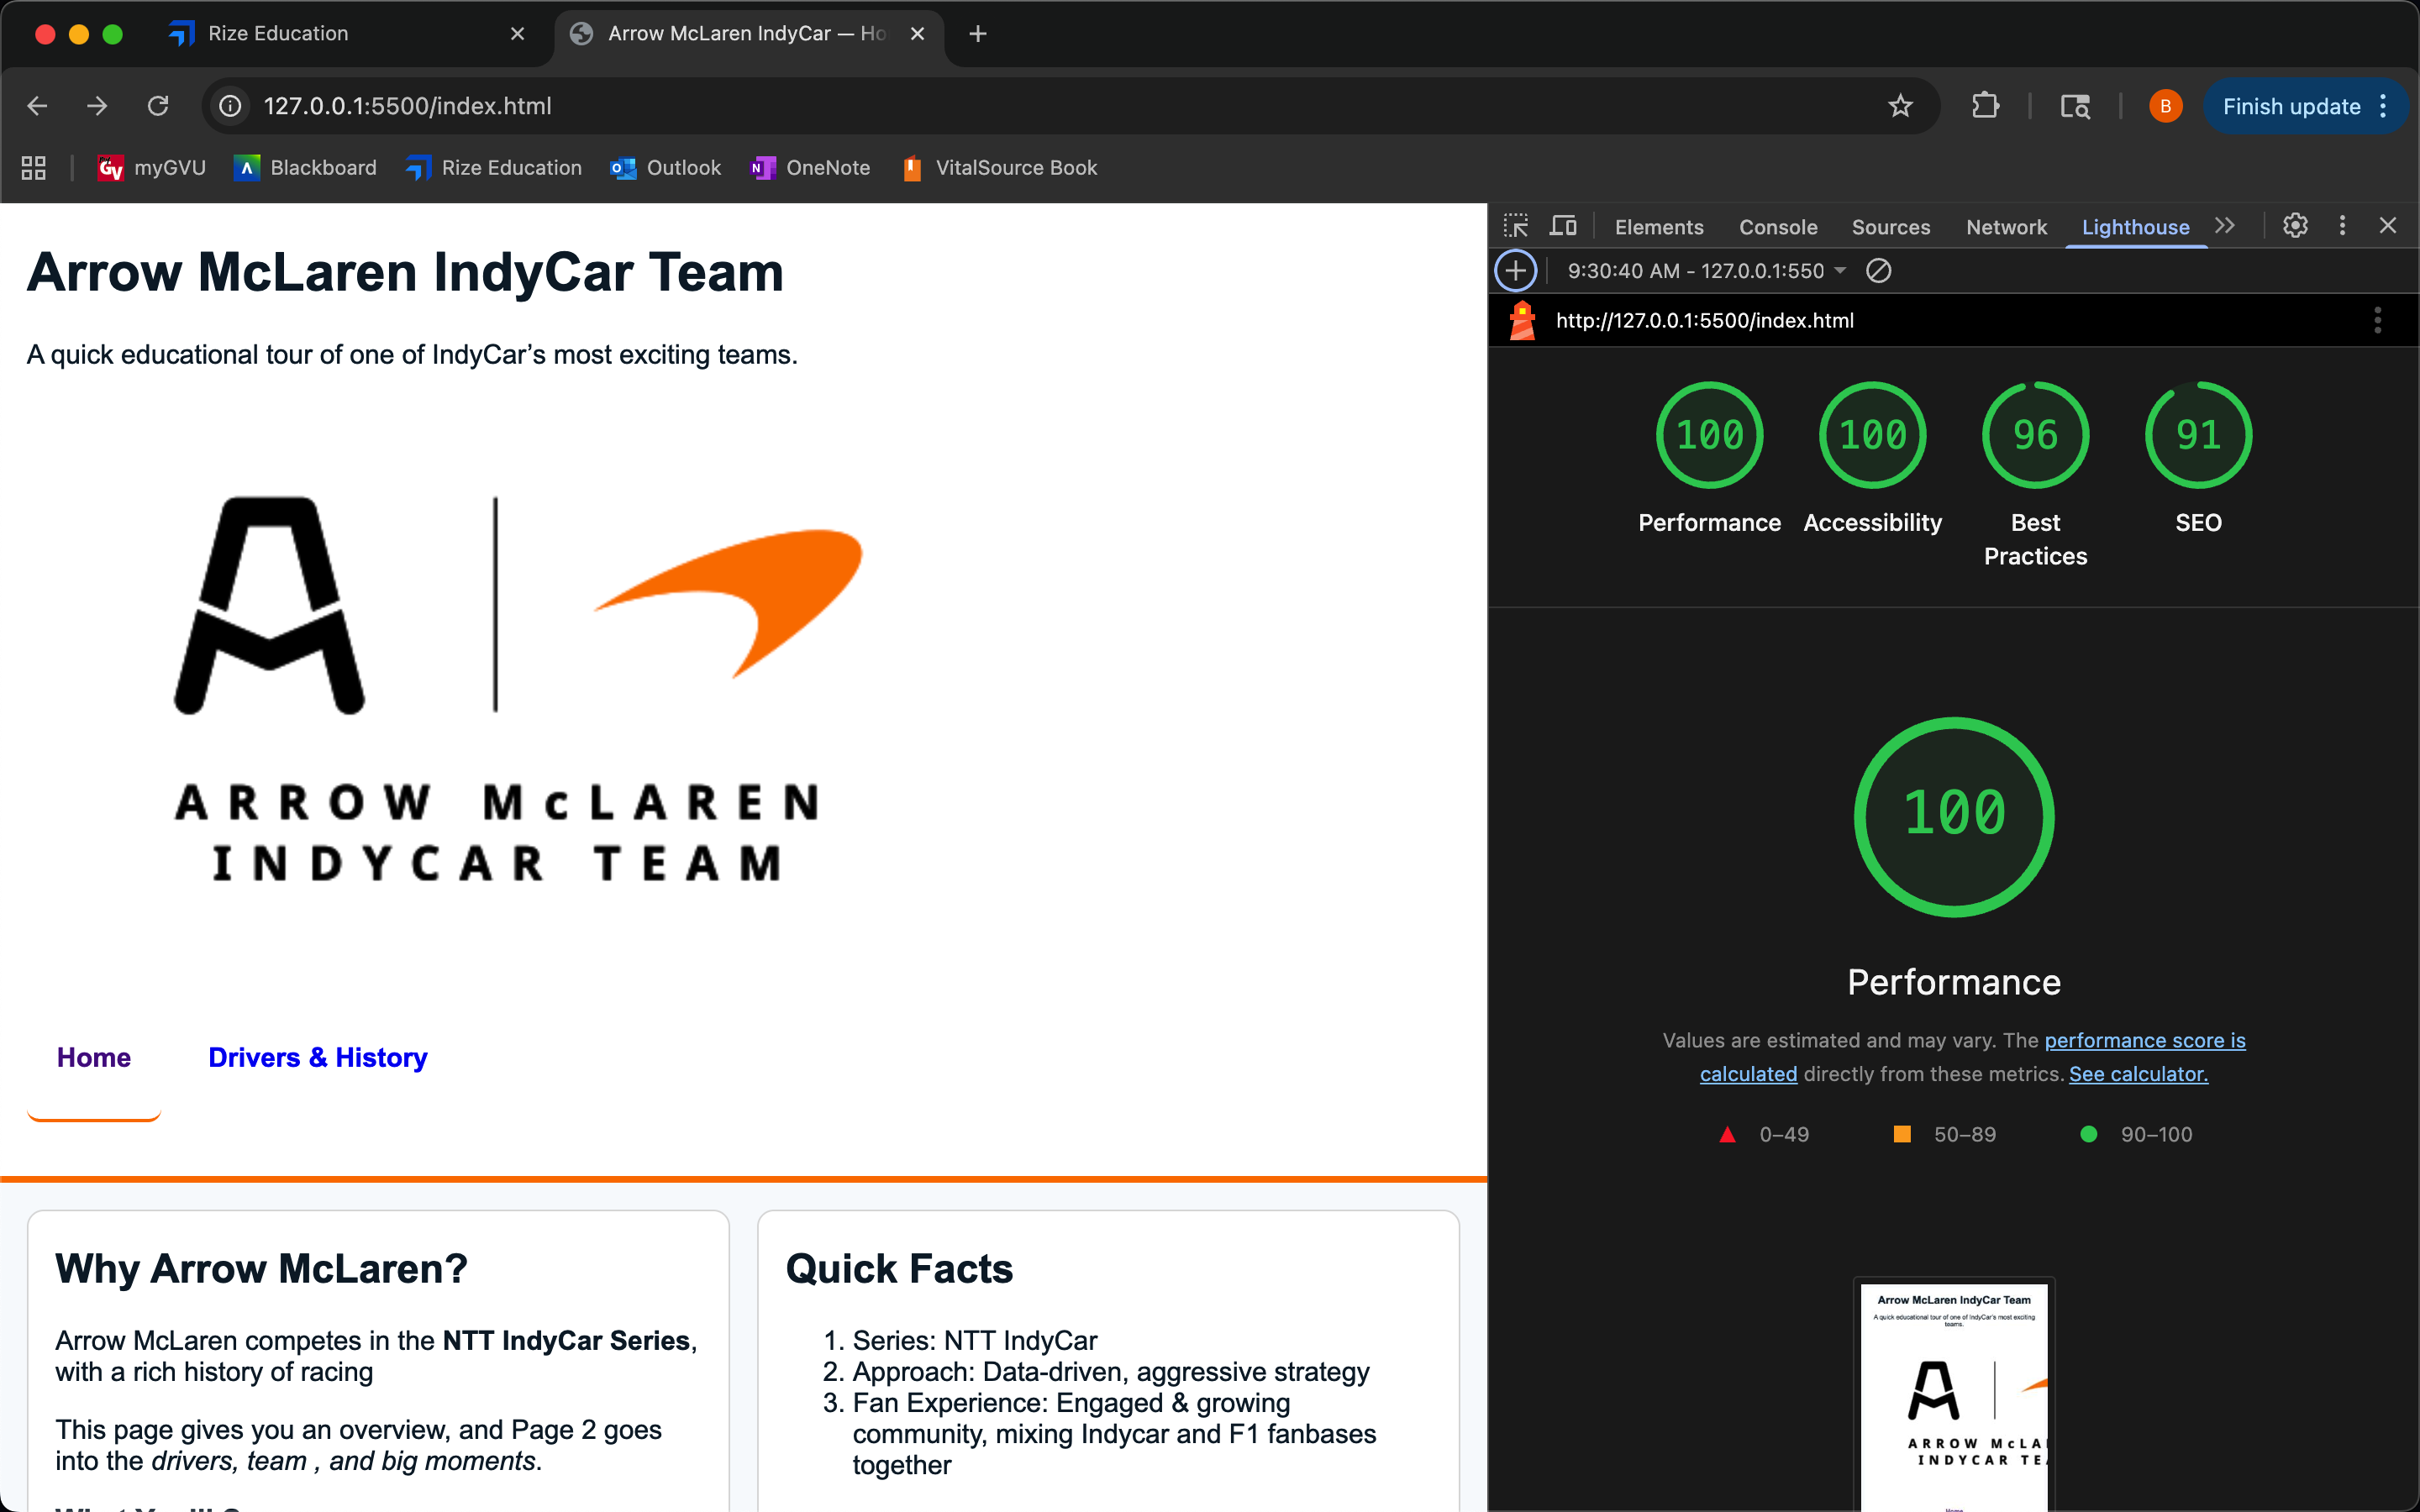 Rize Education
Arrow McLaren IndyCar — Ho
127.0.0.1:5500/index.html
B
Finish update
myGVU
Blackboard
Rize Education
Outlook
OneNote
VitalSource Book
Arrow McLaren IndyCar Team
A quick educational tour of one of IndyCar’s most exciting teams.
ARROW McLAREN
INDYCAR TEAM
Home
Drivers & History
Why Arrow McLaren?
Arrow McLaren competes in the NTT IndyCar Series,
with a rich history of racing
This page gives you an overview, and Page 2 goes
into the drivers, team , and big moments.
Quick Facts
1. Series: NTT IndyCar
2. Approach: Data-driven, aggressive strategy
3. Fan Experience: Engaged & growing
community, mixing Indycar and F1 fanbases
together
Elements
Console
Sources
Network
Lighthouse
9:30:40 AM - 127.0.0.1:550
http://127.0.0.1:5500/index.html
100
100
96
91
Performance
Accessibility
Best
Practices
SEO
100
Performance
Values are estimated and may vary. The performance score is
calculated directly from these metrics. See calculator.
0–49
50–89
90–100
Arrow McLaren IndyCar Team
A quick educational tour of one of IndyCar's most exciting
teams.
ARROW McLA
INDYCAR TE